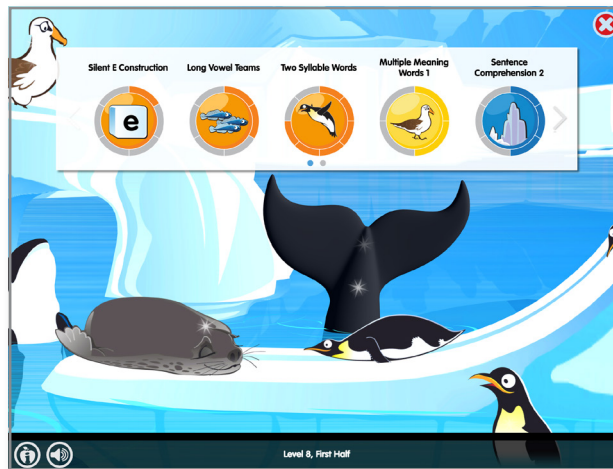 Silent E Construction
Long Vowel Teams
Two Syllable Words
Multiple Meaning
Words 1
Sentence
Comprehension 2
e
Level 8, First Half